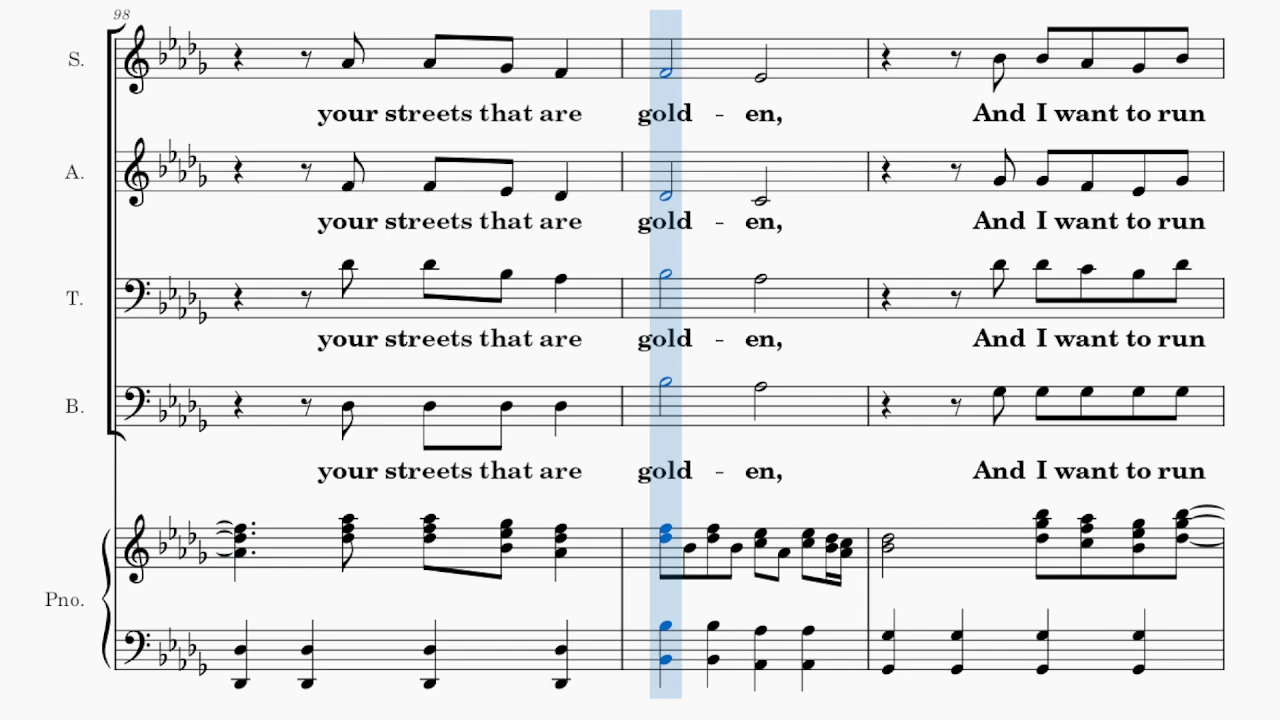 98
S.
your streets that are gold - en, And I want to run
A.
your streets that are gold - en, And I want to run
T.
your streets that are gold - en, And I want to run
B.
your streets that are gold - en, And I want to run
Pno.